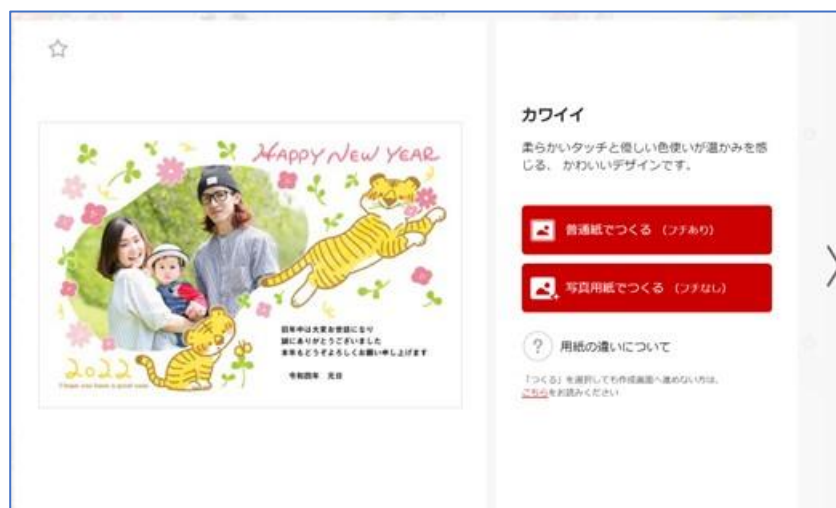 HAPPY NEW YEAR
旧年中は大変お世話になり
誠にありがとうございました
本年もどうぞよろしくお願い申し上げます
令和四年 元旦
2022
I hope you have a great year
カワイイ
柔らかいタッチと優しい色使いが温かみを感
じる、 かわいいデザインです。
普通紙でつくる (フチあり)
写真用紙でつくる (フチなし)
? 用紙の違いについて
「つくる」を選択しても作成画面へ進めない方は、
こちらをお読みください